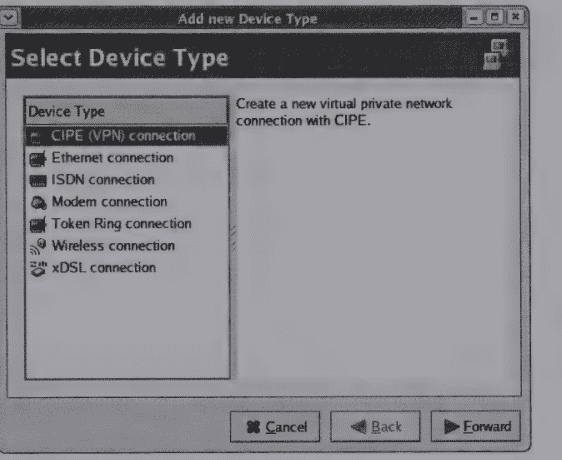 Add new Device Type
Select Device Type
Device Type
CIPE (VPN) connection
Ethernet connection
ISDN connection
Modem connection
Token Ring connection
Wireless connection
xDSL connection
Create a new virtual private network
connection with CIPE.
Cancel
Back
Forward